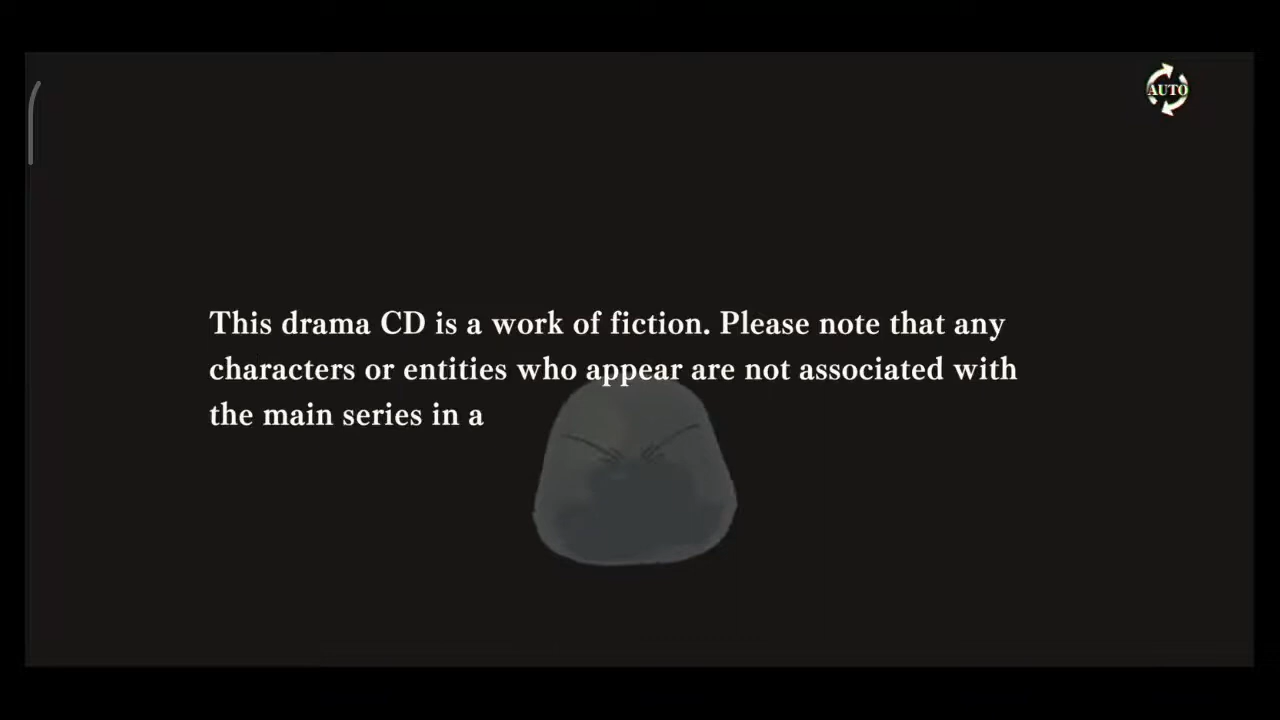 AUTO
This drama CD is a work of fiction. Please note that any
characters or entities who appear are not associated with
the main series in a